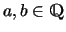 a, b ∈ ℚ